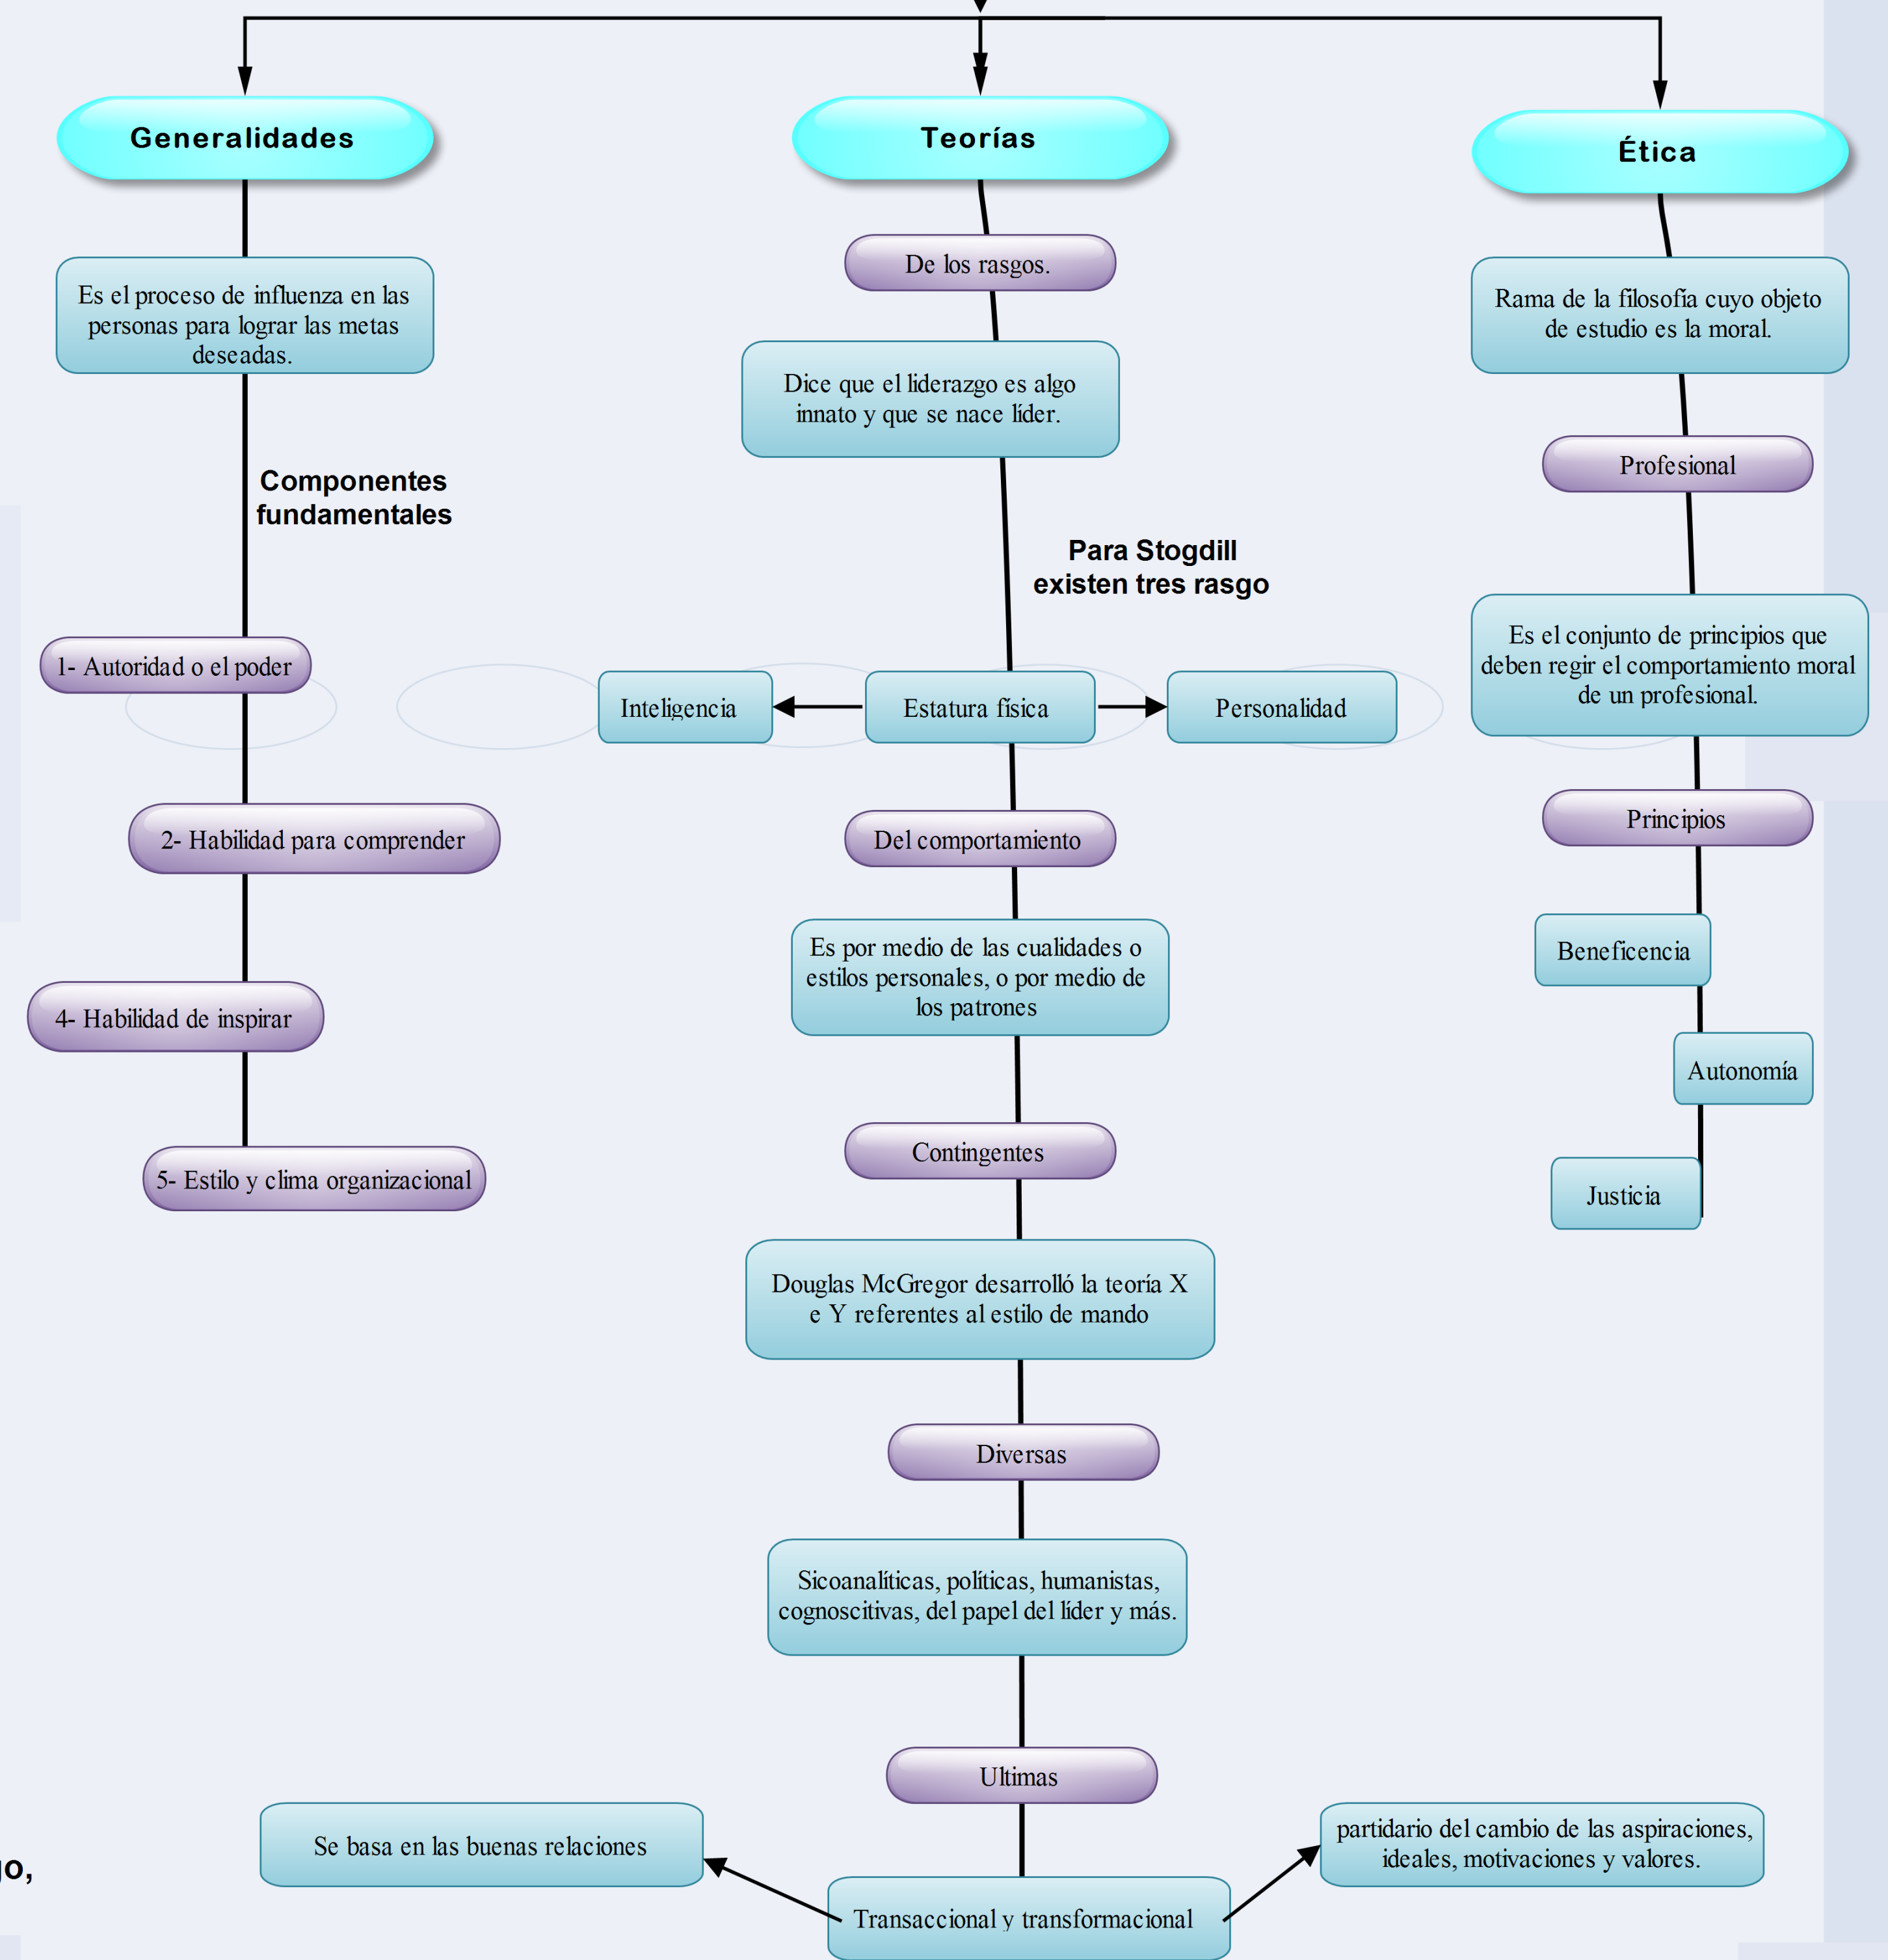 Generalidades
Es el proceso de influenza en las
personas para lograr las metas
deseadas.
Componentes
fundamentales
1- Autoridad o el poder
2- Habilidad para comprender
4- Habilidad de inspirar
5- Estilo y clima organizacional
Teorías
De los rasgos.
Dice que el liderazgo es algo
innato y que se nace líder.
Para Stogdill
existen tres rasgo
Inteligencia
Estatura física
Personalidad
Del comportamiento
Es por medio de las cualidades o
estilos personales, o por medio de
los patrones
Contingentes
Douglas McGregor desarrolló la teoría X
e Y referentes al estilo de mando
Diversas
Sicoanalíticas, políticas, humanistas,
cognoscitivas, del papel del líder y más.
Ultimas
Se basa en las buenas relaciones
Transaccional y transformacional
partidario del cambio de las aspiraciones,
ideales, motivaciones y valores.
Ética
Rama de la filosofía cuyo objeto
de estudio es la moral.
Profesional
Es el conjunto de principios que
deben regir el comportamiento moral
de un profesional.
Principios
Beneficencia
Autonomía
Justicia